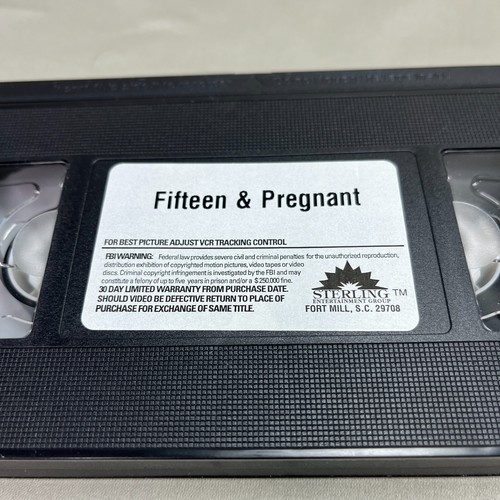 Fifteen & Pregnant
FOR BEST PICTURE ADJUST VCR TRACKING CONTROL
FBI WARNING: Federal law provides severe civil and criminal penalties for the unauthorized reproduction,
distribution exhibition of copyrighted motion pictures, video tapes or video
discs. Criminal copyright infringement is investigated by the FBI and may
constitute a felony of up to five years in prison and/or a $250,000 fine.
30 DAY LIMITED WARRANTY FROM PURCHASE DATE.
SHOULD VIDEO BE DEFECTIVE RETURN TO PLACE OF
PURCHASE FOR EXCHANGE OF SAME TITLE.
STERLING TM
ENTERTAINMENT GROUP
FORT MILL, S.C. 29708